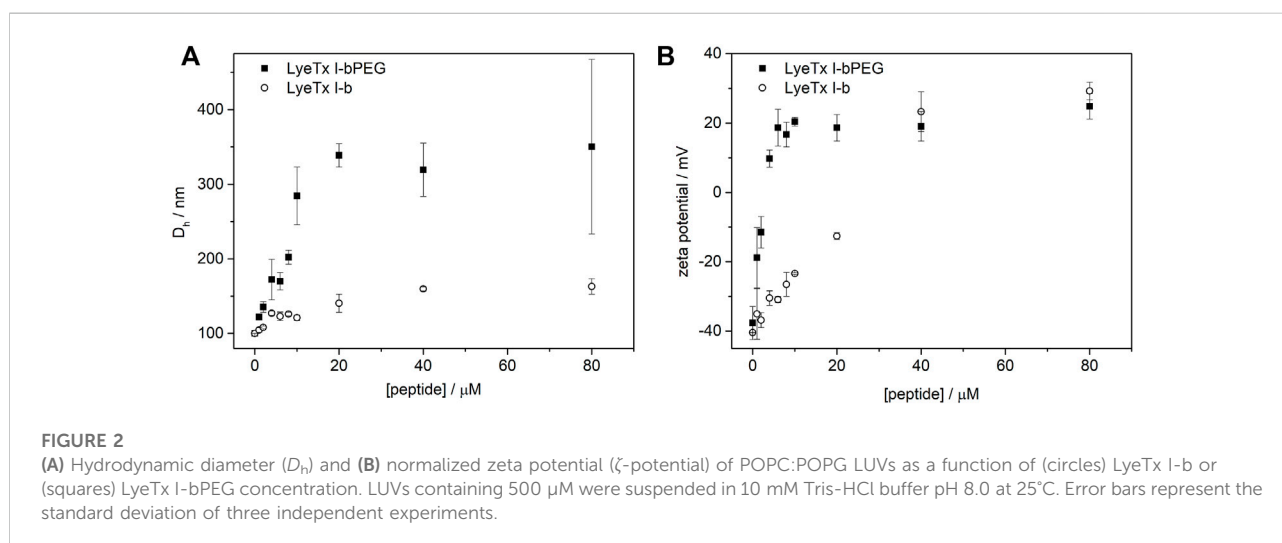 A
LyeTx I-bPEG
LyeTx I-b
400
300
200
100
Dh / nm
0
20
40
60
80
[peptide] / μM
B
LyeTx I-bPEG
LyeTx I-b
40
20
0
-20
-40
zeta potential / mV
0
20
40
60
80
[peptide] / μM
FIGURE 2
(A) Hydrodynamic diameter (Dh) and (B) normalized zeta potential (ζ-potential) of POPC:POPG LUVs as a function of (circles) LyeTx I-b or
(squares) LyeTx I-bPEG concentration. LUVs containing 500 μM were suspended in 10 mM Tris-HCl buffer pH 8.0 at 25°C. Error bars represent the
standard deviation of three independent experiments.